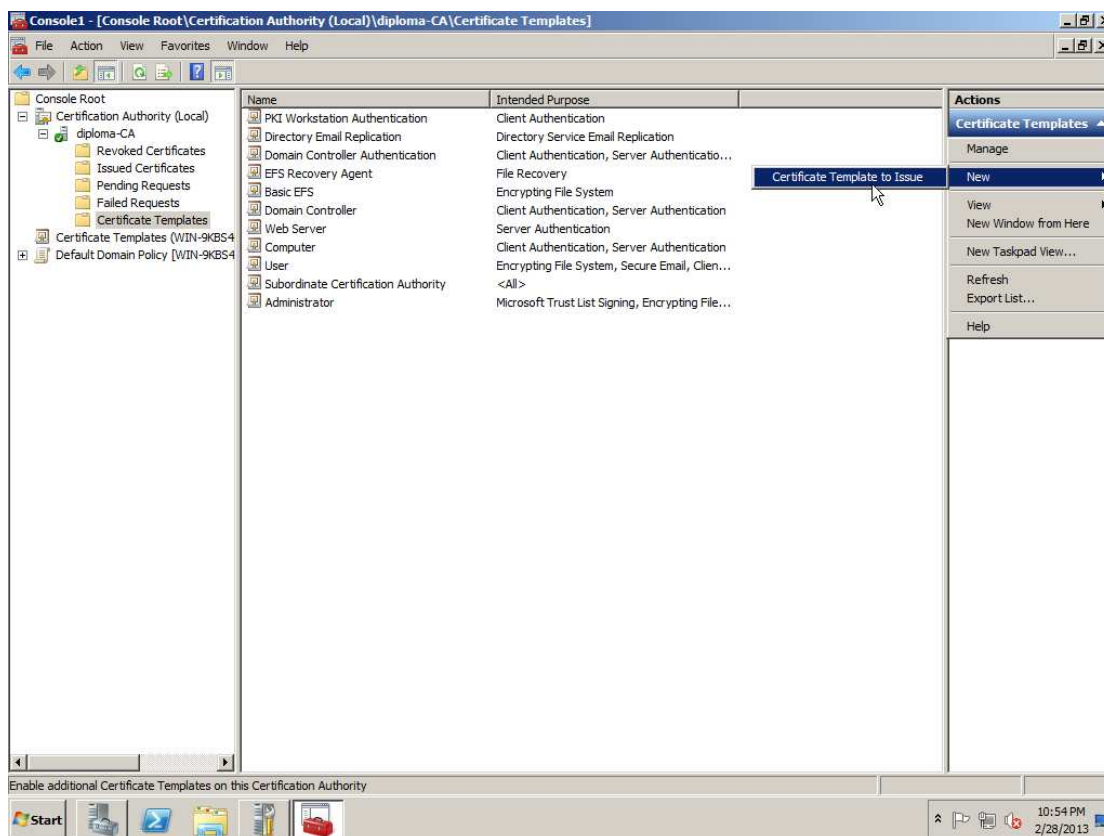 Console1 - [Console Root\Certification Authority (Local)\diploma-CA\Certificate Templates]
File Action View Favorites Window Help
Console Root
Certification Authority (Local)
diploma-CA
Revoked Certificates
Issued Certificates
Pending Requests
Failed Requests
Certificate Templates
Certificate Templates (WIN-9KBS4
Default Domain Policy [WIN-9KBS4
Name Intended Purpose
PKI Workstation Authentication Client Authentication
Directory Email Replication Directory Service Email Replication
Domain Controller Authentication Client Authentication, Server Authenticatio...
EFS Recovery Agent File Recovery
Basic EFS Encrypting File System
Domain Controller Client Authentication, Server Authentication
Web Server Server Authentication
Computer Client Authentication, Server Authentication
User Encrypting File System, Secure Email, Clien...
Subordinate Certification Authority <All>
Administrator Microsoft Trust List Signing, Encrypting File...
Certificate Template to Issue
Actions
Certificate Templates
Manage
New
View
New Window from Here
New Taskpad View...
Refresh
Export List...
Help
Enable additional Certificate Templates on this Certification Authority
Start
10:54 PM
2/28/2013